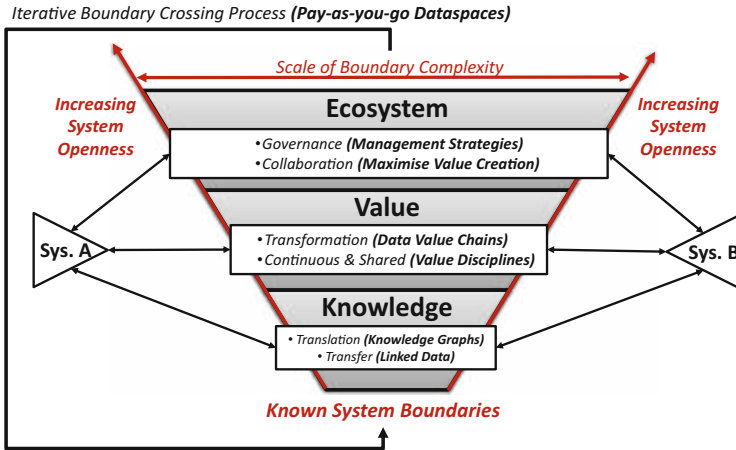 Iterative Boundary Crossing Process (Pay-as-you-go Dataspaces)
Scale of Boundary Complexity
Increasing
System
Openness
Increasing
System
Openness
Ecosystem
•Governance (Management Strategies)
•Collaboration (Maximise Value Creation)
Value
•Transformation (Data Value Chains)
•Continuous & Shared (Value Disciplines)
Sys. A
Sys. B
Knowledge
• Translation (Knowledge Graphs)
• Transfer (Linked Data)
Known System Boundaries